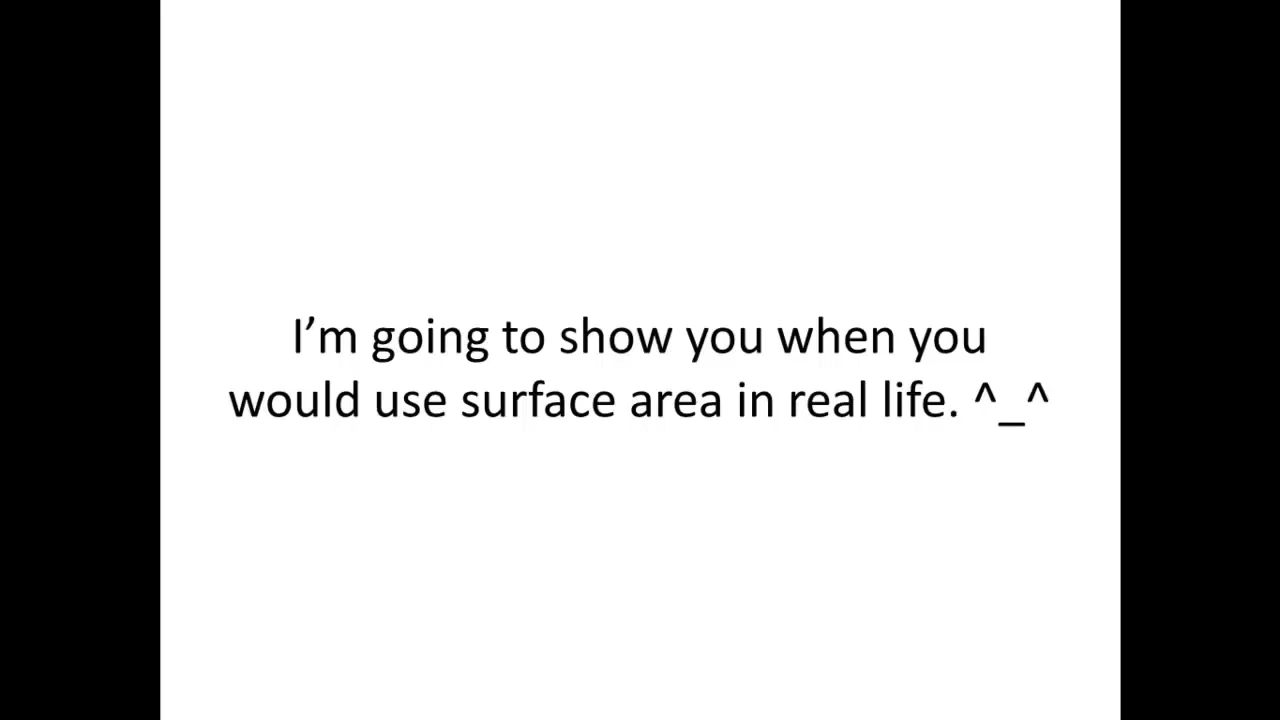 I’m going to show you when you
would use surface area in real life. ^_^